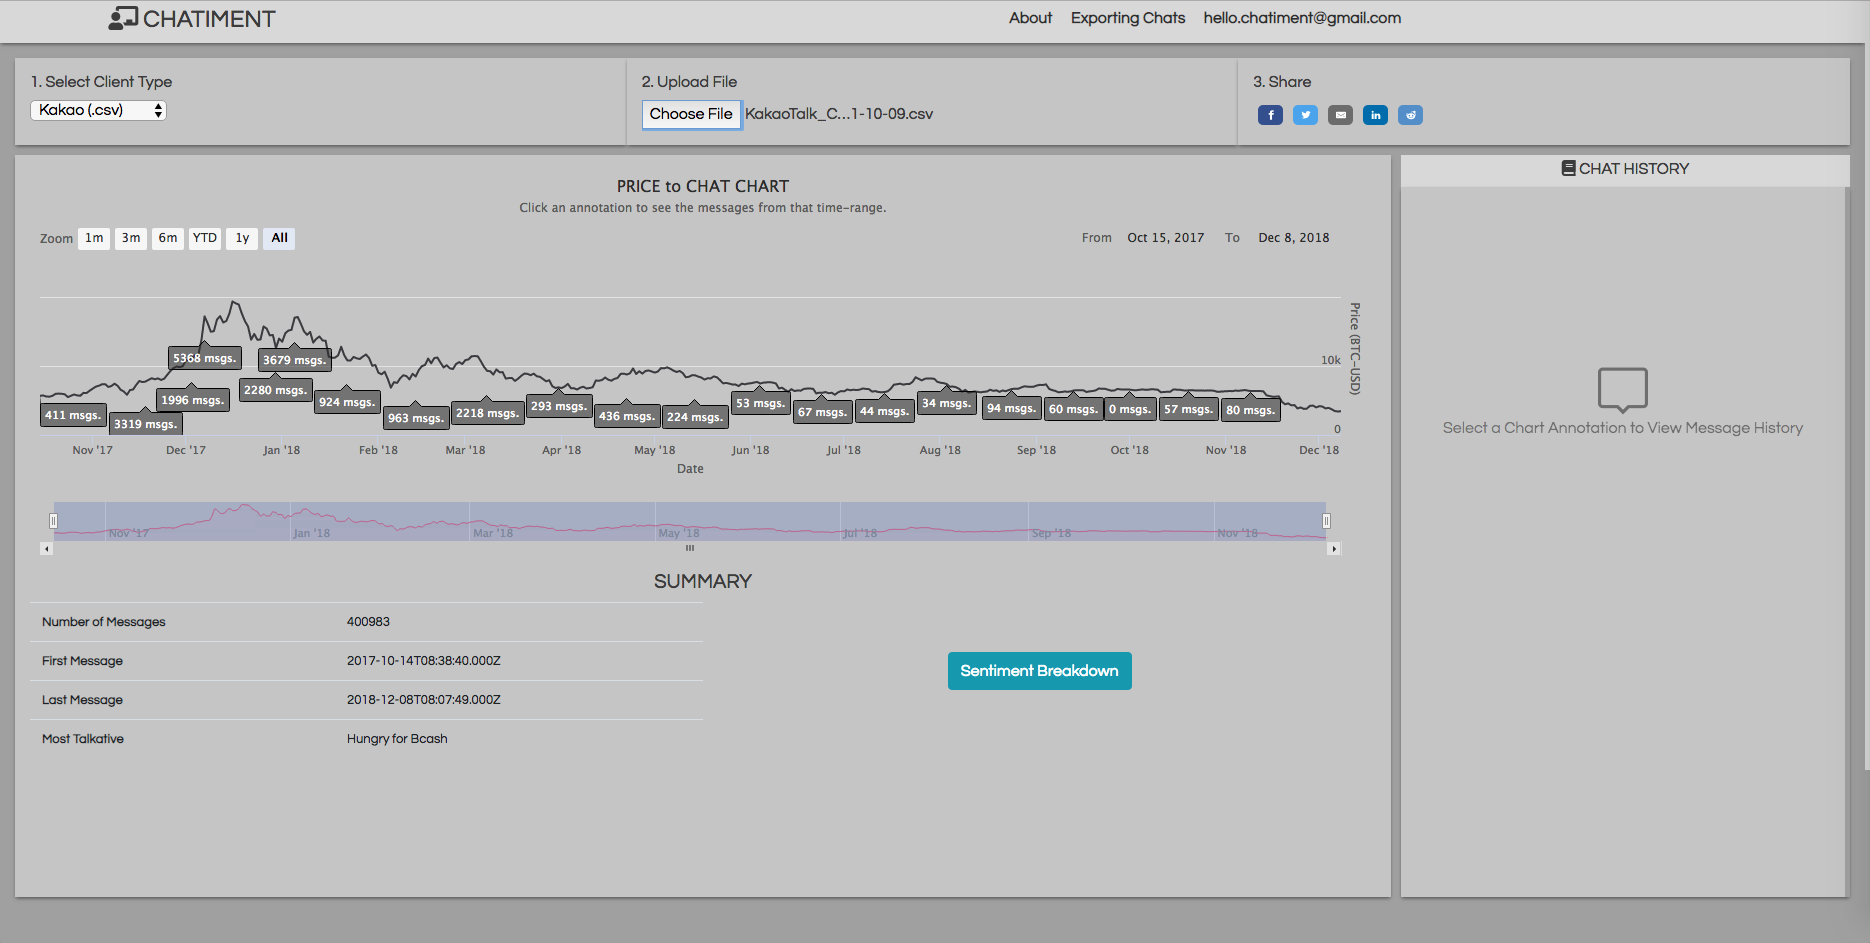 CHATIMENT
About Exporting Chats hello.chatiment@gmail.com
1. Select Client Type
Kakao (.csv)
2. Upload File
Choose File KakaoTalk_C...1-10-09.csv
3. Share
PRICE to CHAT CHART
Click an annotation to see the messages from that time-range.
Zoom 1m 3m 6m YTD 1y All
From Oct 15, 2017 To Dec 8, 2018
5368 msgs. 3679 msgs.
411 msgs. 3319 msgs. 1996 msgs. 2280 msgs. 924 msgs. 963 msgs. 2218 msgs. 293 msgs. 436 msgs. 224 msgs. 53 msgs. 67 msgs. 44 msgs. 34 msgs. 94 msgs. 60 msgs. 0 msgs. 57 msgs. 80 msgs.
10k
0
Price (BTC-USD)
Nov '17 Dec '17 Jan '18 Feb '18 Mar '18 Apr '18 May '18 Jun '18 Jul '18 Aug '18 Sep '18 Oct '18 Nov '18 Dec '18
Date
Nov '17 Jan '18 Mar '18 May '18 Jul '18 Sep '18 Nov '18
SUMMARY
Number of Messages 400983
First Message 2017-10-14T08:38:40.000Z
Last Message 2018-12-08T08:07:49.000Z
Most Talkative Hungry for Bcash
Sentiment Breakdown
CHAT HISTORY
Select a Chart Annotation to View Message History